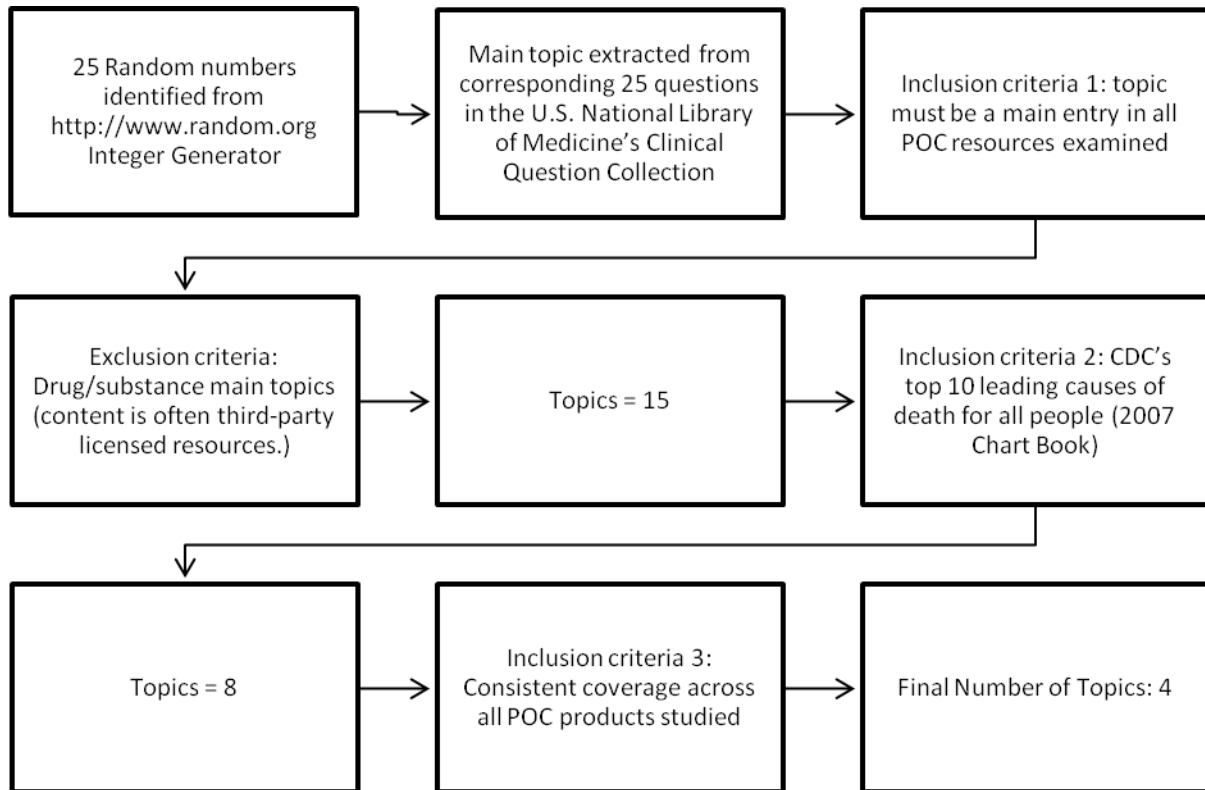 25 Random numbers
identified from
http://www.random.org
Integer Generator
Main topic extracted from
corresponding 25 questions
in the U.S. National Library
of Medicine's Clinical
Question Collection
Inclusion criteria 1: topic
must be a main entry in all
POC resources examined
Exclusion criteria:
Drug/substance main topics
(content is often third-party
licensed resources.)
Topics = 15
Inclusion criteria 2: CDC's
top 10 leading causes of
death for all people (2007
Chart Book)
Topics = 8
Inclusion criteria 3:
Consistent coverage across
all POC products studied
Final Number of Topics: 4